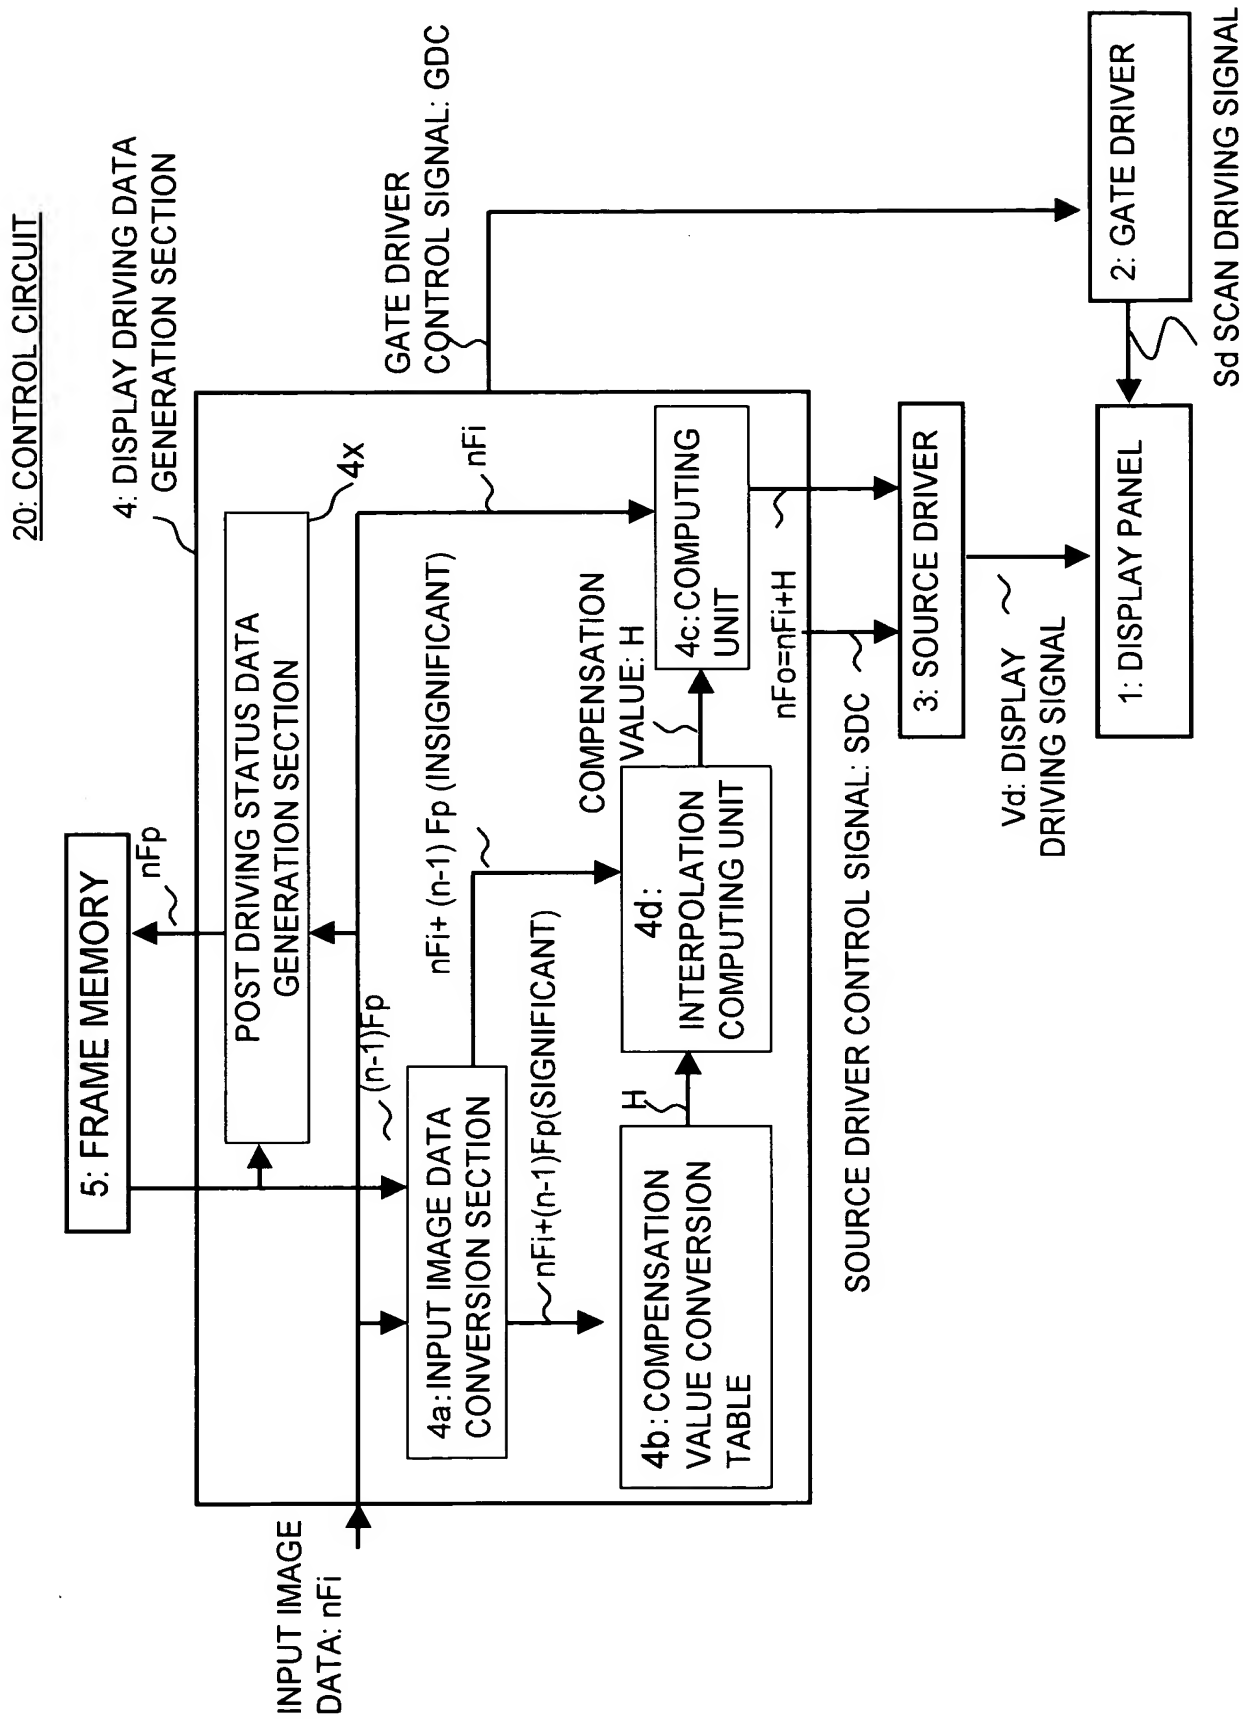 20: CONTROL CIRCUIT
4: DISPLAY DRIVING DATA
GENERATION SECTION
5: FRAME MEMORY
nFp
POST DRIVING STATUS DATA
GENERATION SECTION
4x
INPUT IMAGE
DATA: nFi
(n-1)Fp
4a: INPUT IMAGE DATA
CONVERSION SECTION
nFi+ (n-1) Fp (INSIGNIFICANT)
nFi
nFi+(n-1)Fp(SIGNIFICANT)
GATE DRIVER
CONTROL SIGNAL: GDC
4b: COMPENSATION
VALUE CONVERSION
TABLE
H
4d:
INTERPOLATION
COMPUTING UNIT
COMPENSATION
VALUE: H
4c: COMPUTING
UNIT
nFo=nFi+H
SOURCE DRIVER CONTROL SIGNAL: SDC
3: SOURCE DRIVER
Vd: DISPLAY
DRIVING SIGNAL
1: DISPLAY PANEL
2: GATE DRIVER
Sd SCAN DRIVING SIGNAL